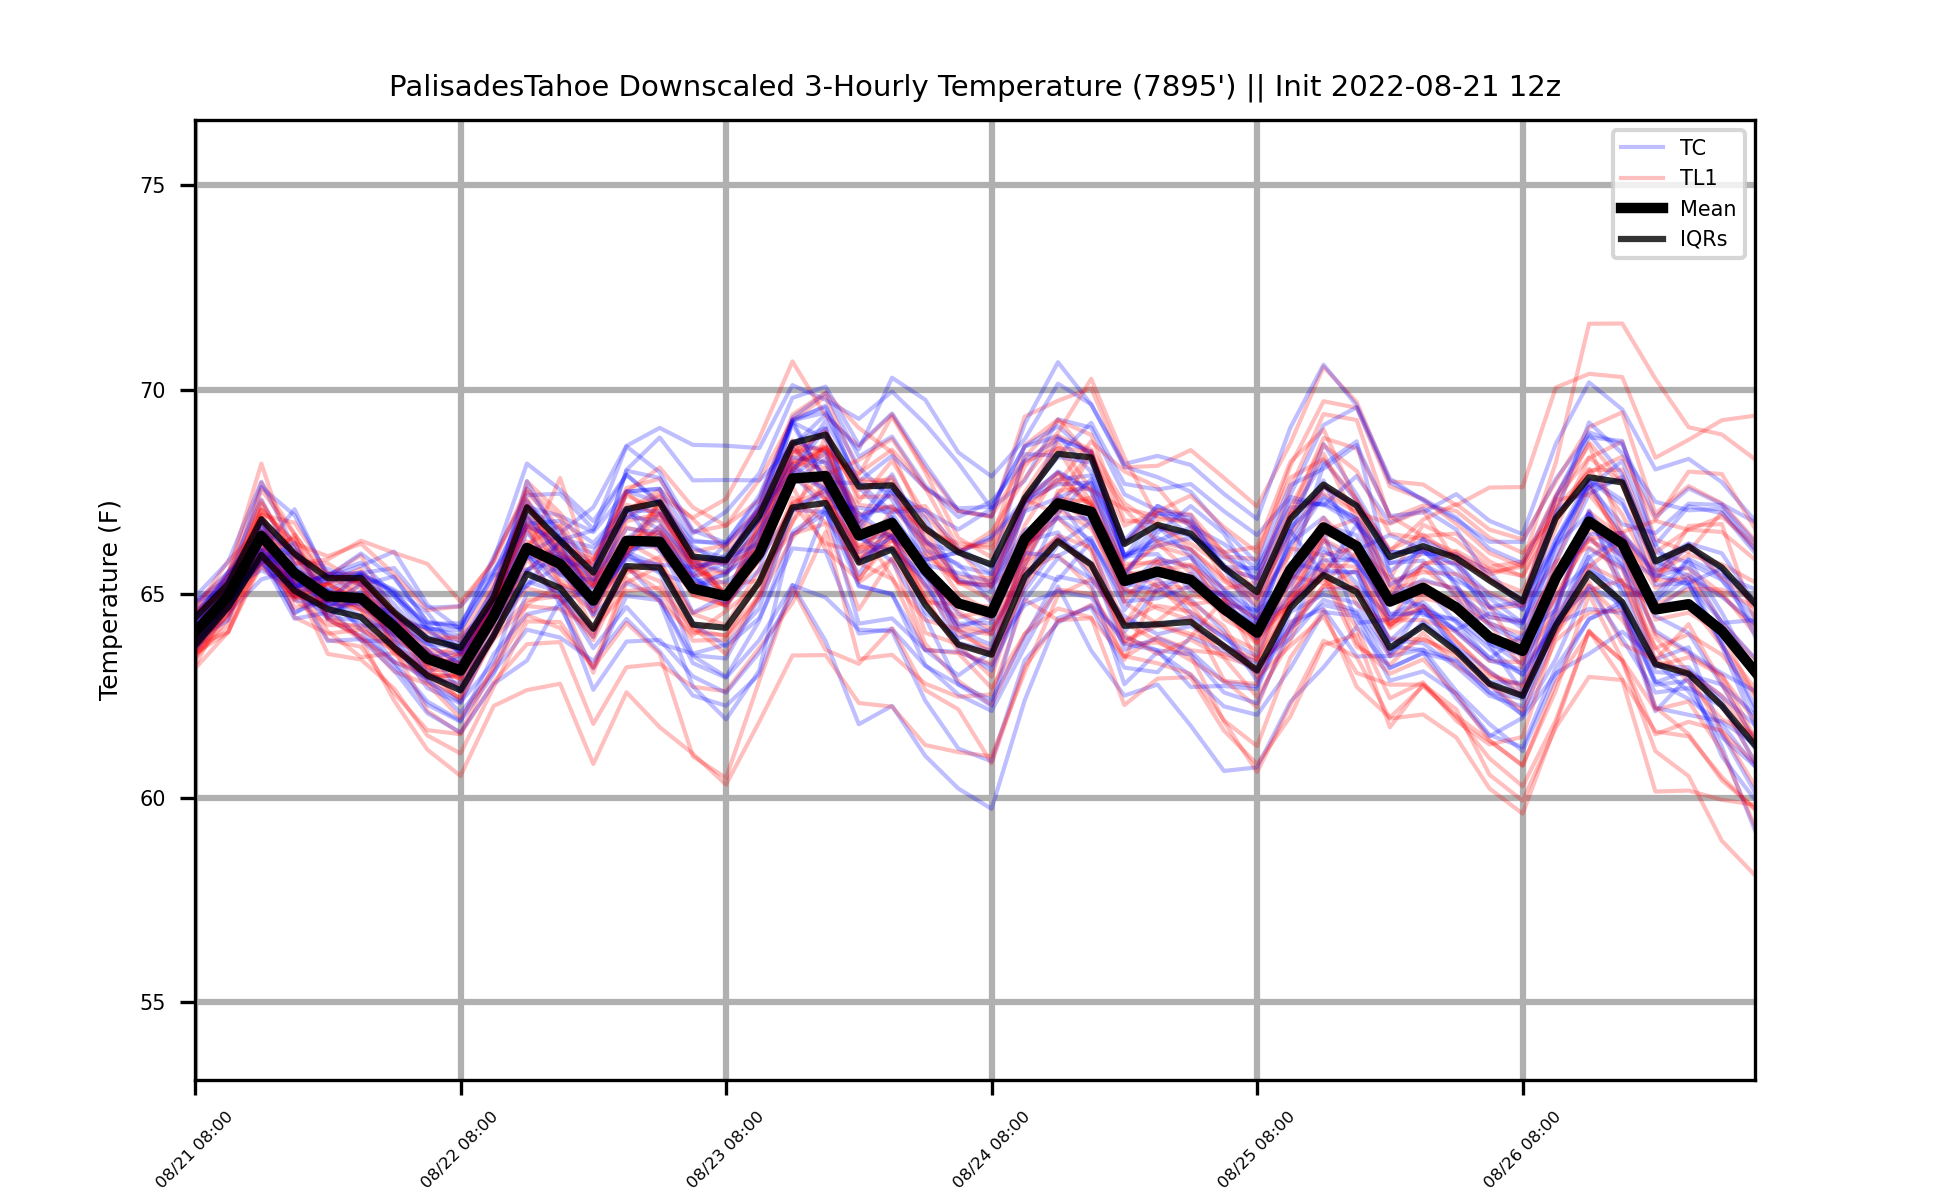 PalisadesTahoe Downscaled 3-Hourly Temperature (7895') || Init 2022-08-21 12z
TC
TL1
Mean
IQRs
Temperature (F)
75
70
65
60
55
08/21 08:00
08/22 08:00
08/23 08:00
08/24 08:00
08/25 08:00
08/26 08:00